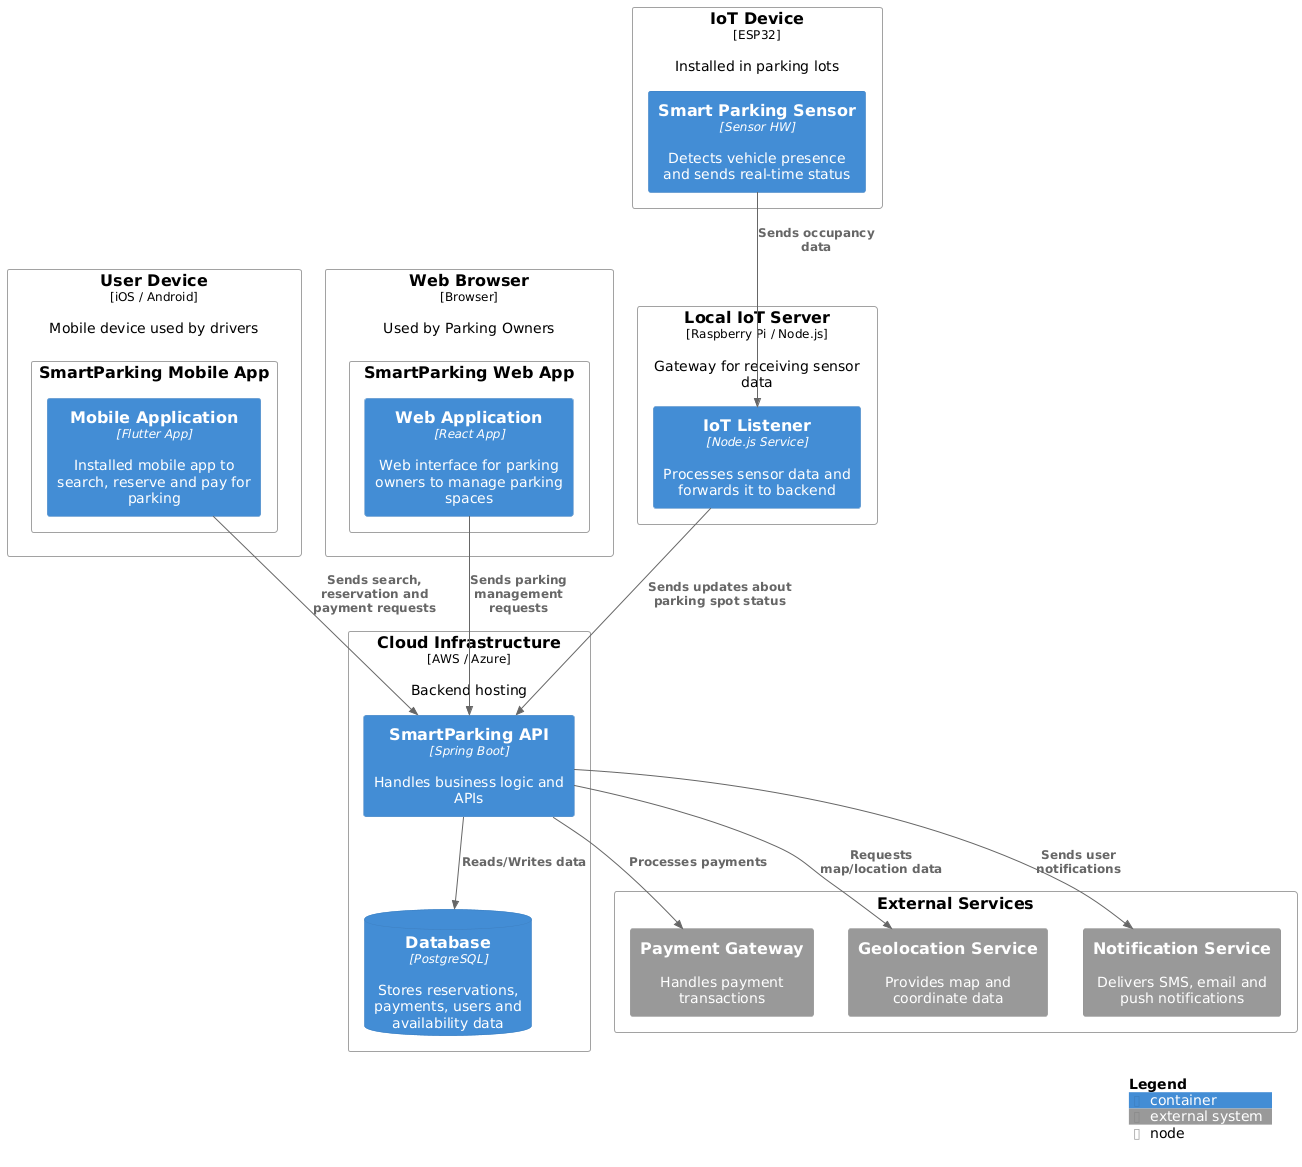 IoT Device
[ESP32]
Installed in parking lots
Smart Parking Sensor
[Sensor HW]
Detects vehicle presence
and sends real-time status
Sends occupancy
data
User Device
[iOS / Android]
Mobile device used by drivers
SmartParking Mobile App
Mobile Application
[Flutter App]
Installed mobile app to
search, reserve and pay for
parking
Web Browser
[Browser]
Used by Parking Owners
SmartParking Web App
Web Application
[React App]
Web interface for parking
owners to manage parking
spaces
Local IoT Server
[Raspberry Pi / Node.js]
Gateway for receiving sensor
data
IoT Listener
[Node.js Service]
Processes sensor data and
forwards it to backend
Sends search,
reservation and
payment requests
Sends parking
management
requests
Sends updates about
parking spot status
Cloud Infrastructure
[AWS / Azure]
Backend hosting
SmartParking API
[Spring Boot]
Handles business logic and
APIs
Reads/Writes data
Processes payments
Requests
map/location data
Sends user
notifications
Database
[PostgreSQL]
Stores reservations,
payments, users and
availability data
External Services
Payment Gateway
Handles payment
transactions
Geolocation Service
Provides map and
coordinate data
Notification Service
Delivers SMS, email and
push notifications
Legend
container
external system
node